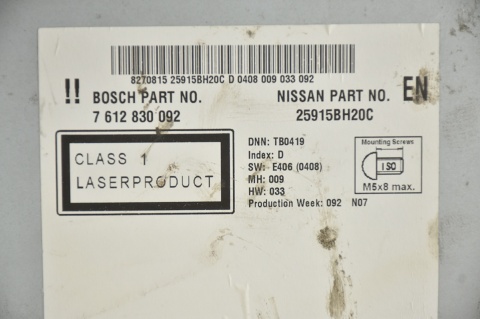 8270815 25915BH20C D 0408 009 033 092
!! BOSCH PART NO. NISSAN PART NO. EN
7 612 830 092 25915BH20C
CLASS 1
LASERPRODUCT
DNN: TB0419
Index: D
SW: E406 (0408)
MH: 009
HW: 033
Production Week: 092 N07
Mounting Screws
ISO
M5x8 max.